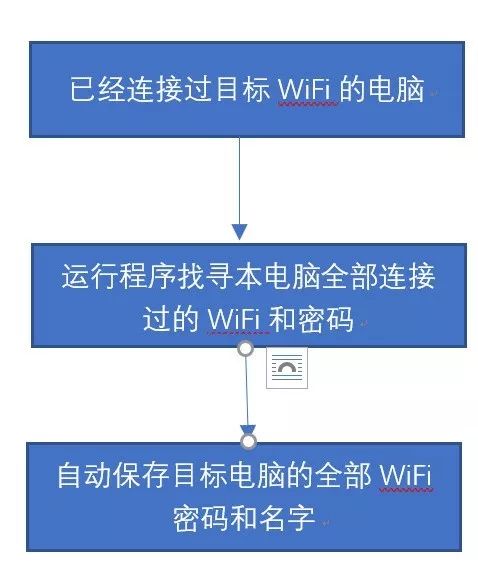 已经连接过目标 WiFi 的电脑
运行程序找寻本电脑全部连接
过的 WiFi 和密码
自动保存目标电脑的全部 WiFi
密码和名字